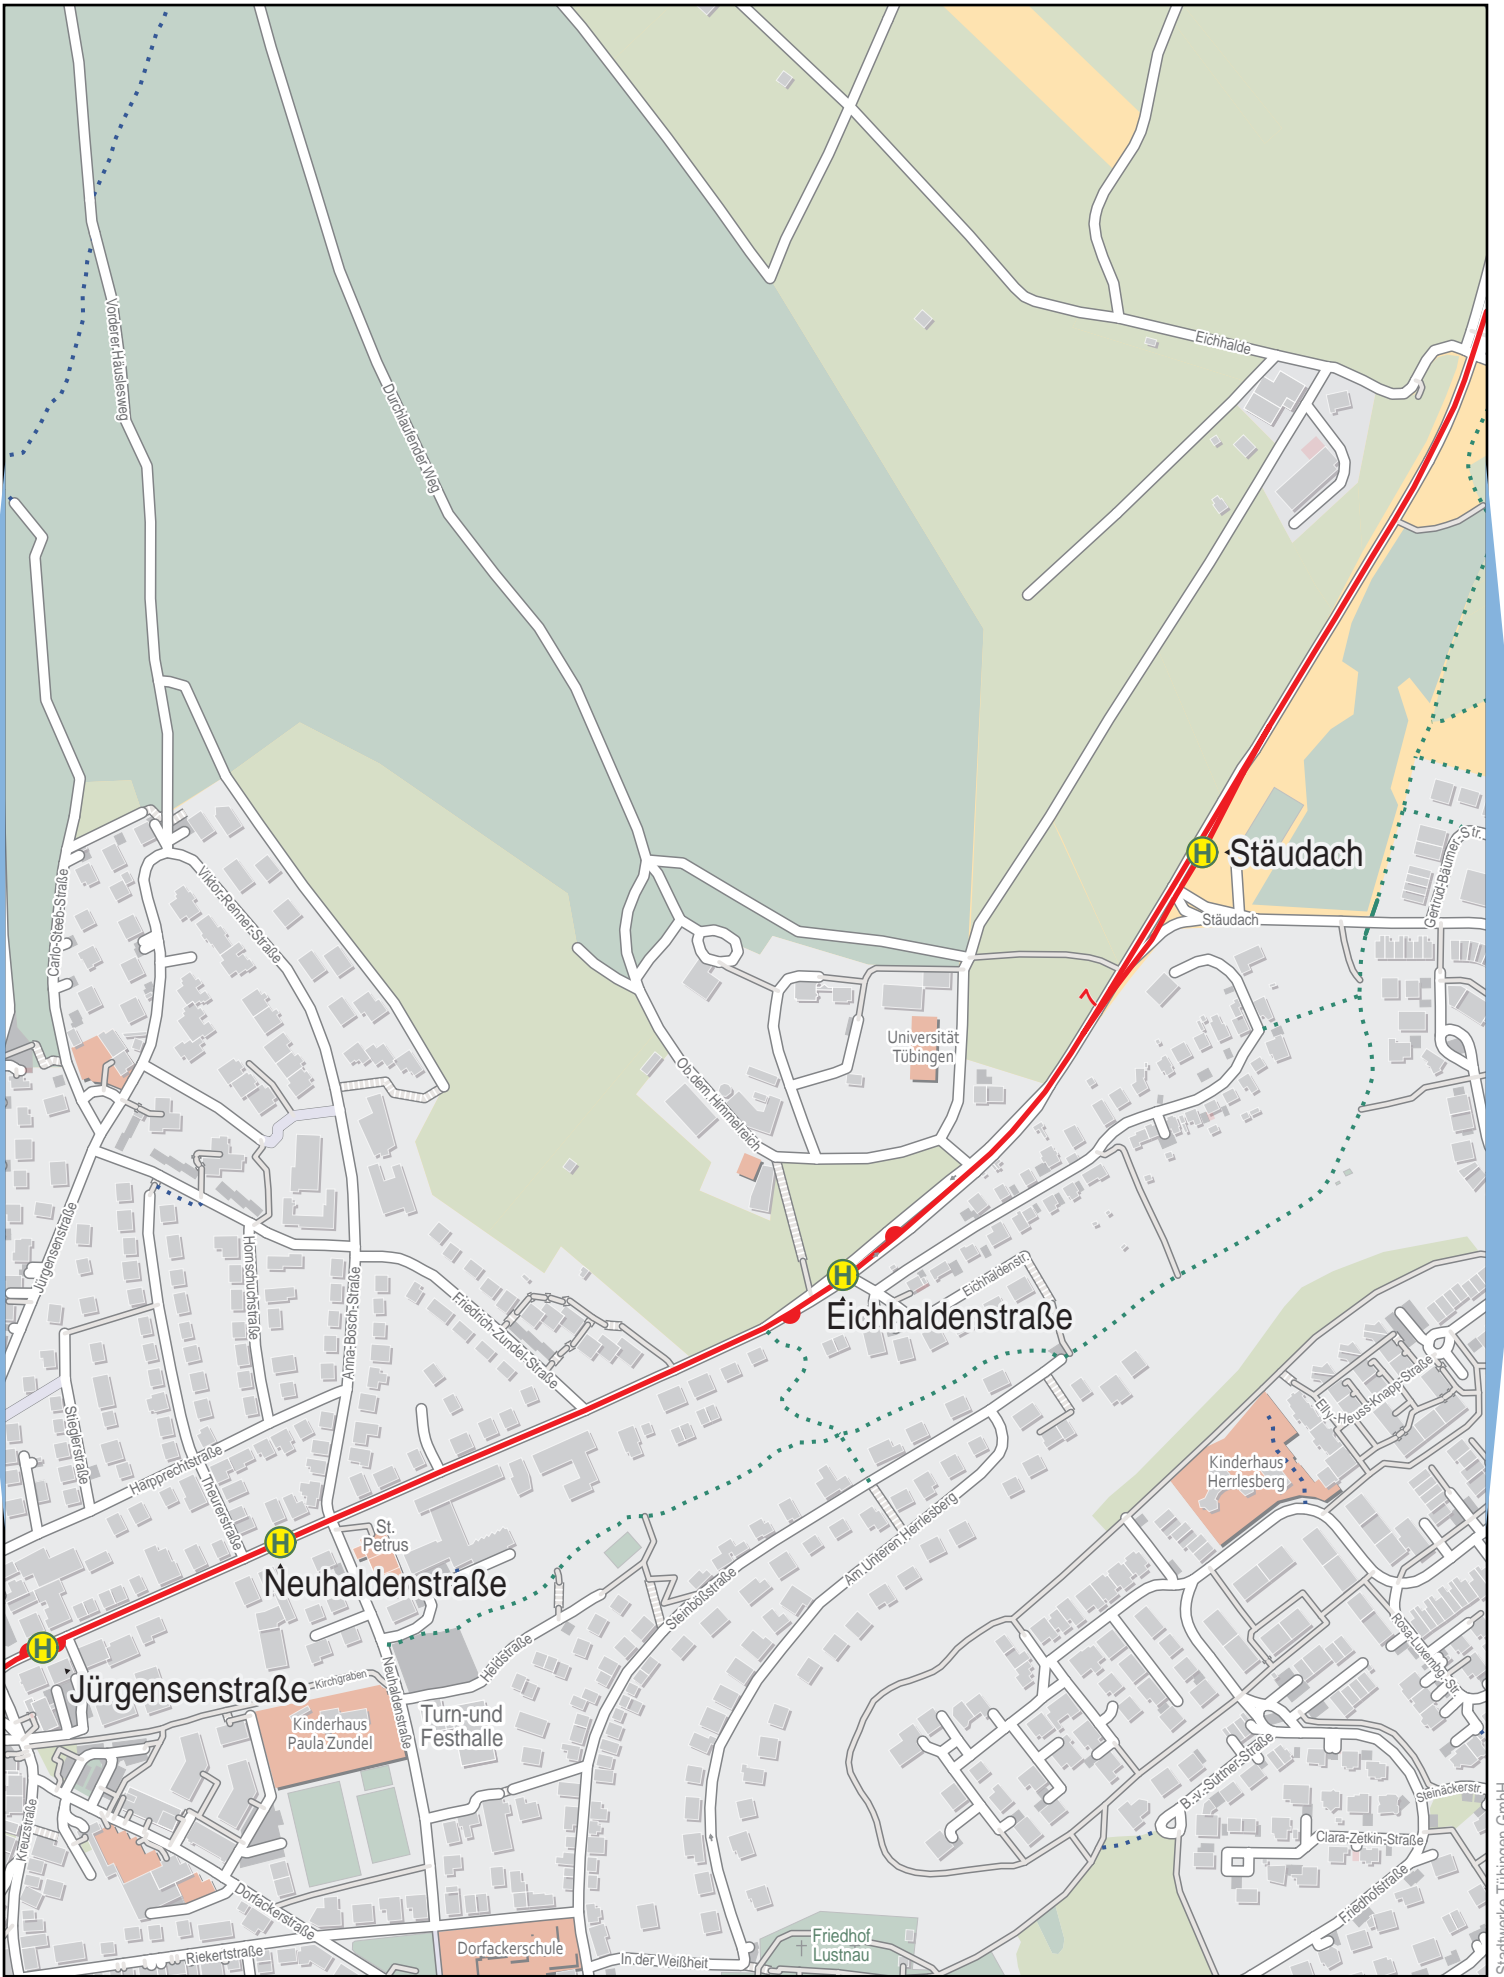 Vorderer Häuslesweg
Durchlaufender Weg
Eichhalde
H
Stäudach
Stäudach
Gertrud-Bäumer-Str.
Carlo-Steeb-Straße
Viktor-Renner-Straße
7
Universität
Tübingen
Ob dem Himmelreich
Jürgensenstraße
Hornschuchstraße
Anna-Bosch-Straße
Friedrich-Zundel-Straße
H
Eichhaldenstr.
Eichhaldenstraße
Elly-Heuss-Knapp-Straße
Stieglerstraße
Harpprechtstraße
Theurerstraße
Kinderhaus
Herrlesberg
St.
Petrus
H
Neuhaldenstraße
Am Unteren Herrlesberg
Steinbößstraße
H
Jürgensenstraße
Kirchgraben
Neuhaldenstraße
Heidstraße
Turn-und
Festhalle
Kinderhaus
Paula Zundel
Rosa-Luxembg.-Str.
B.-v.-Suttner-Straße
Steinäckerstr.
Clara-Zetkin-Straße
Friedhofstraße
Kreuzstraße
Dorfackerstraße
Riekertstraße
Dorfackerschule
In der Weißheit
Friedhof
Lustnau
Stadtwerke Tübingen GmbH